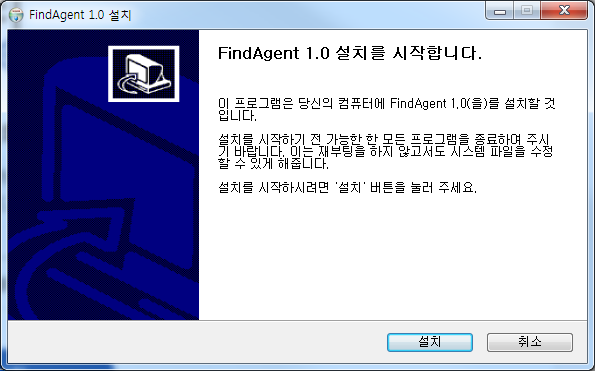 FindAgent 1.0 설치
FindAgent 1.0 설치를 시작합니다.
이 프로그램은 당신의 컴퓨터에 FindAgent 1.0(을)를 설치할 것
입니다.
설치를 시작하기 전 가능한 한 모든 프로그램을 종료하며 주시
기 바랍니다. 이는 재부팅을 하지 않고서도 시스템 파일을 수정
할 수 있게 해줍니다.
설치를 시작하시려면 '설치' 버튼을 눌러 주세요.
설치
취소